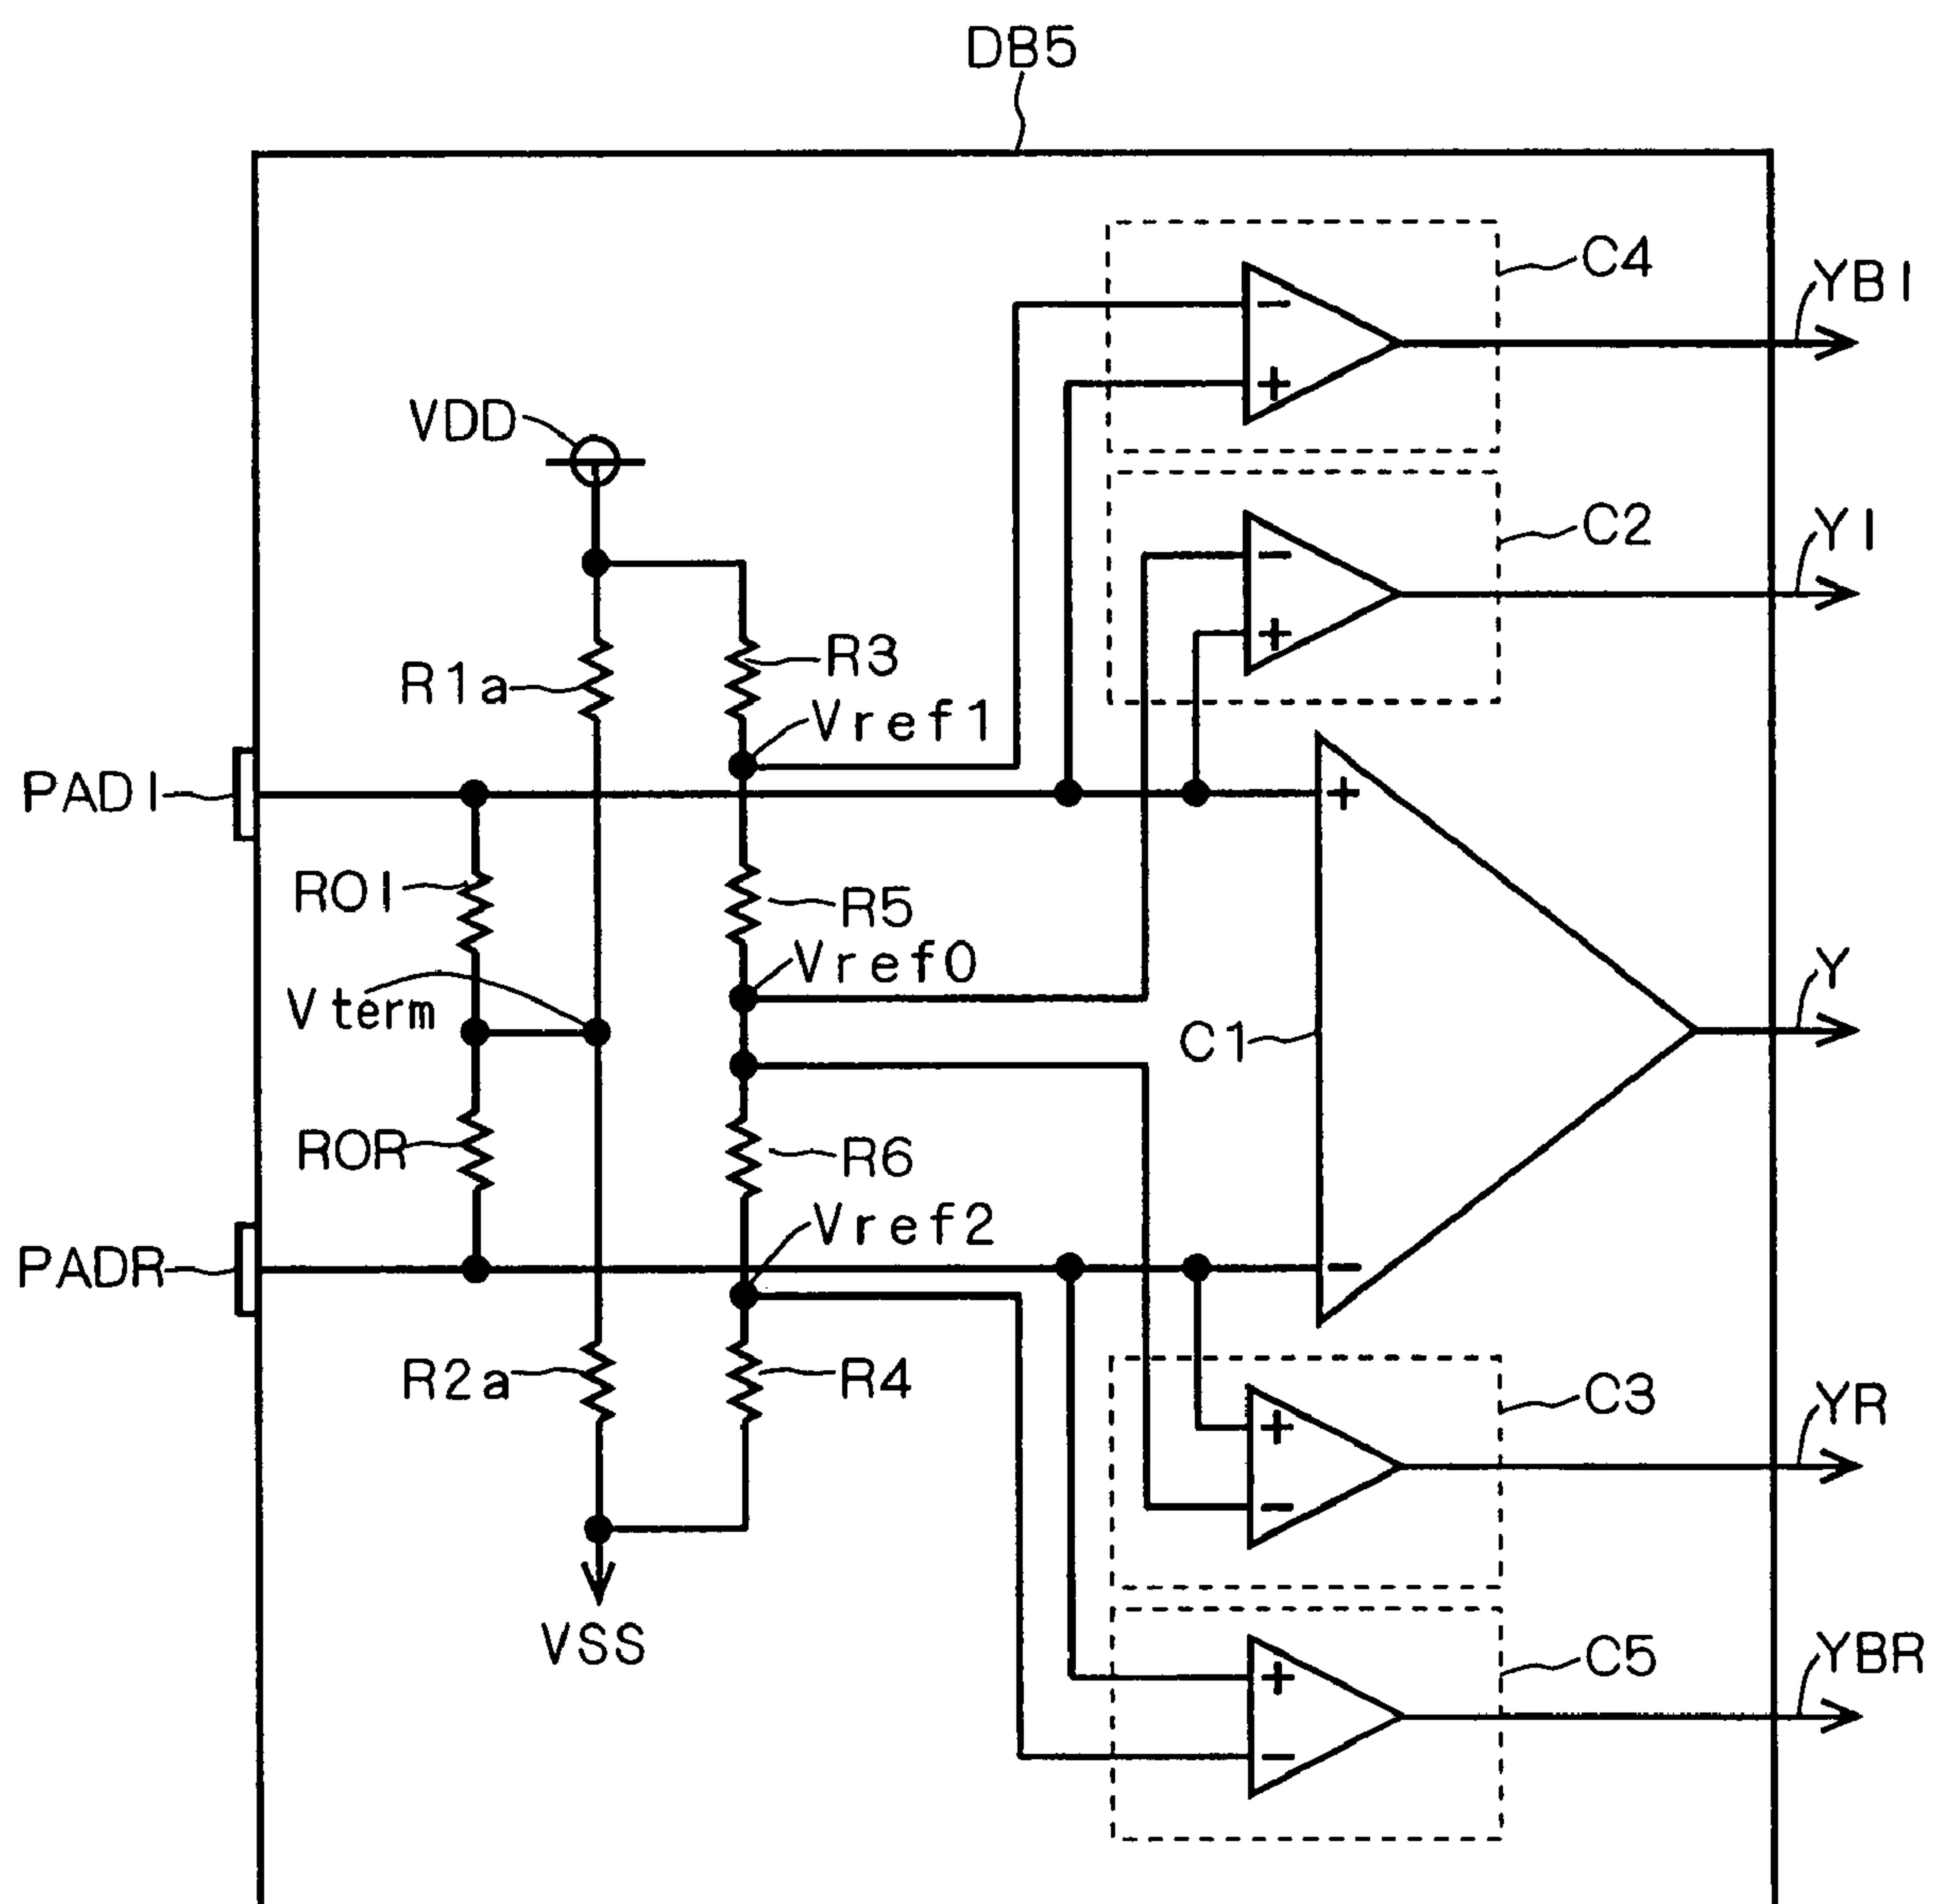 DB5
C4
YBI
VDD
C2
YI
R1a
R3
Vref1
PADI
ROI
R5
Vref0
Vterm
C1
Y
ROR
R6
Vref2
PADR
R2a
R4
C3
YR
VSS
C5
YBR